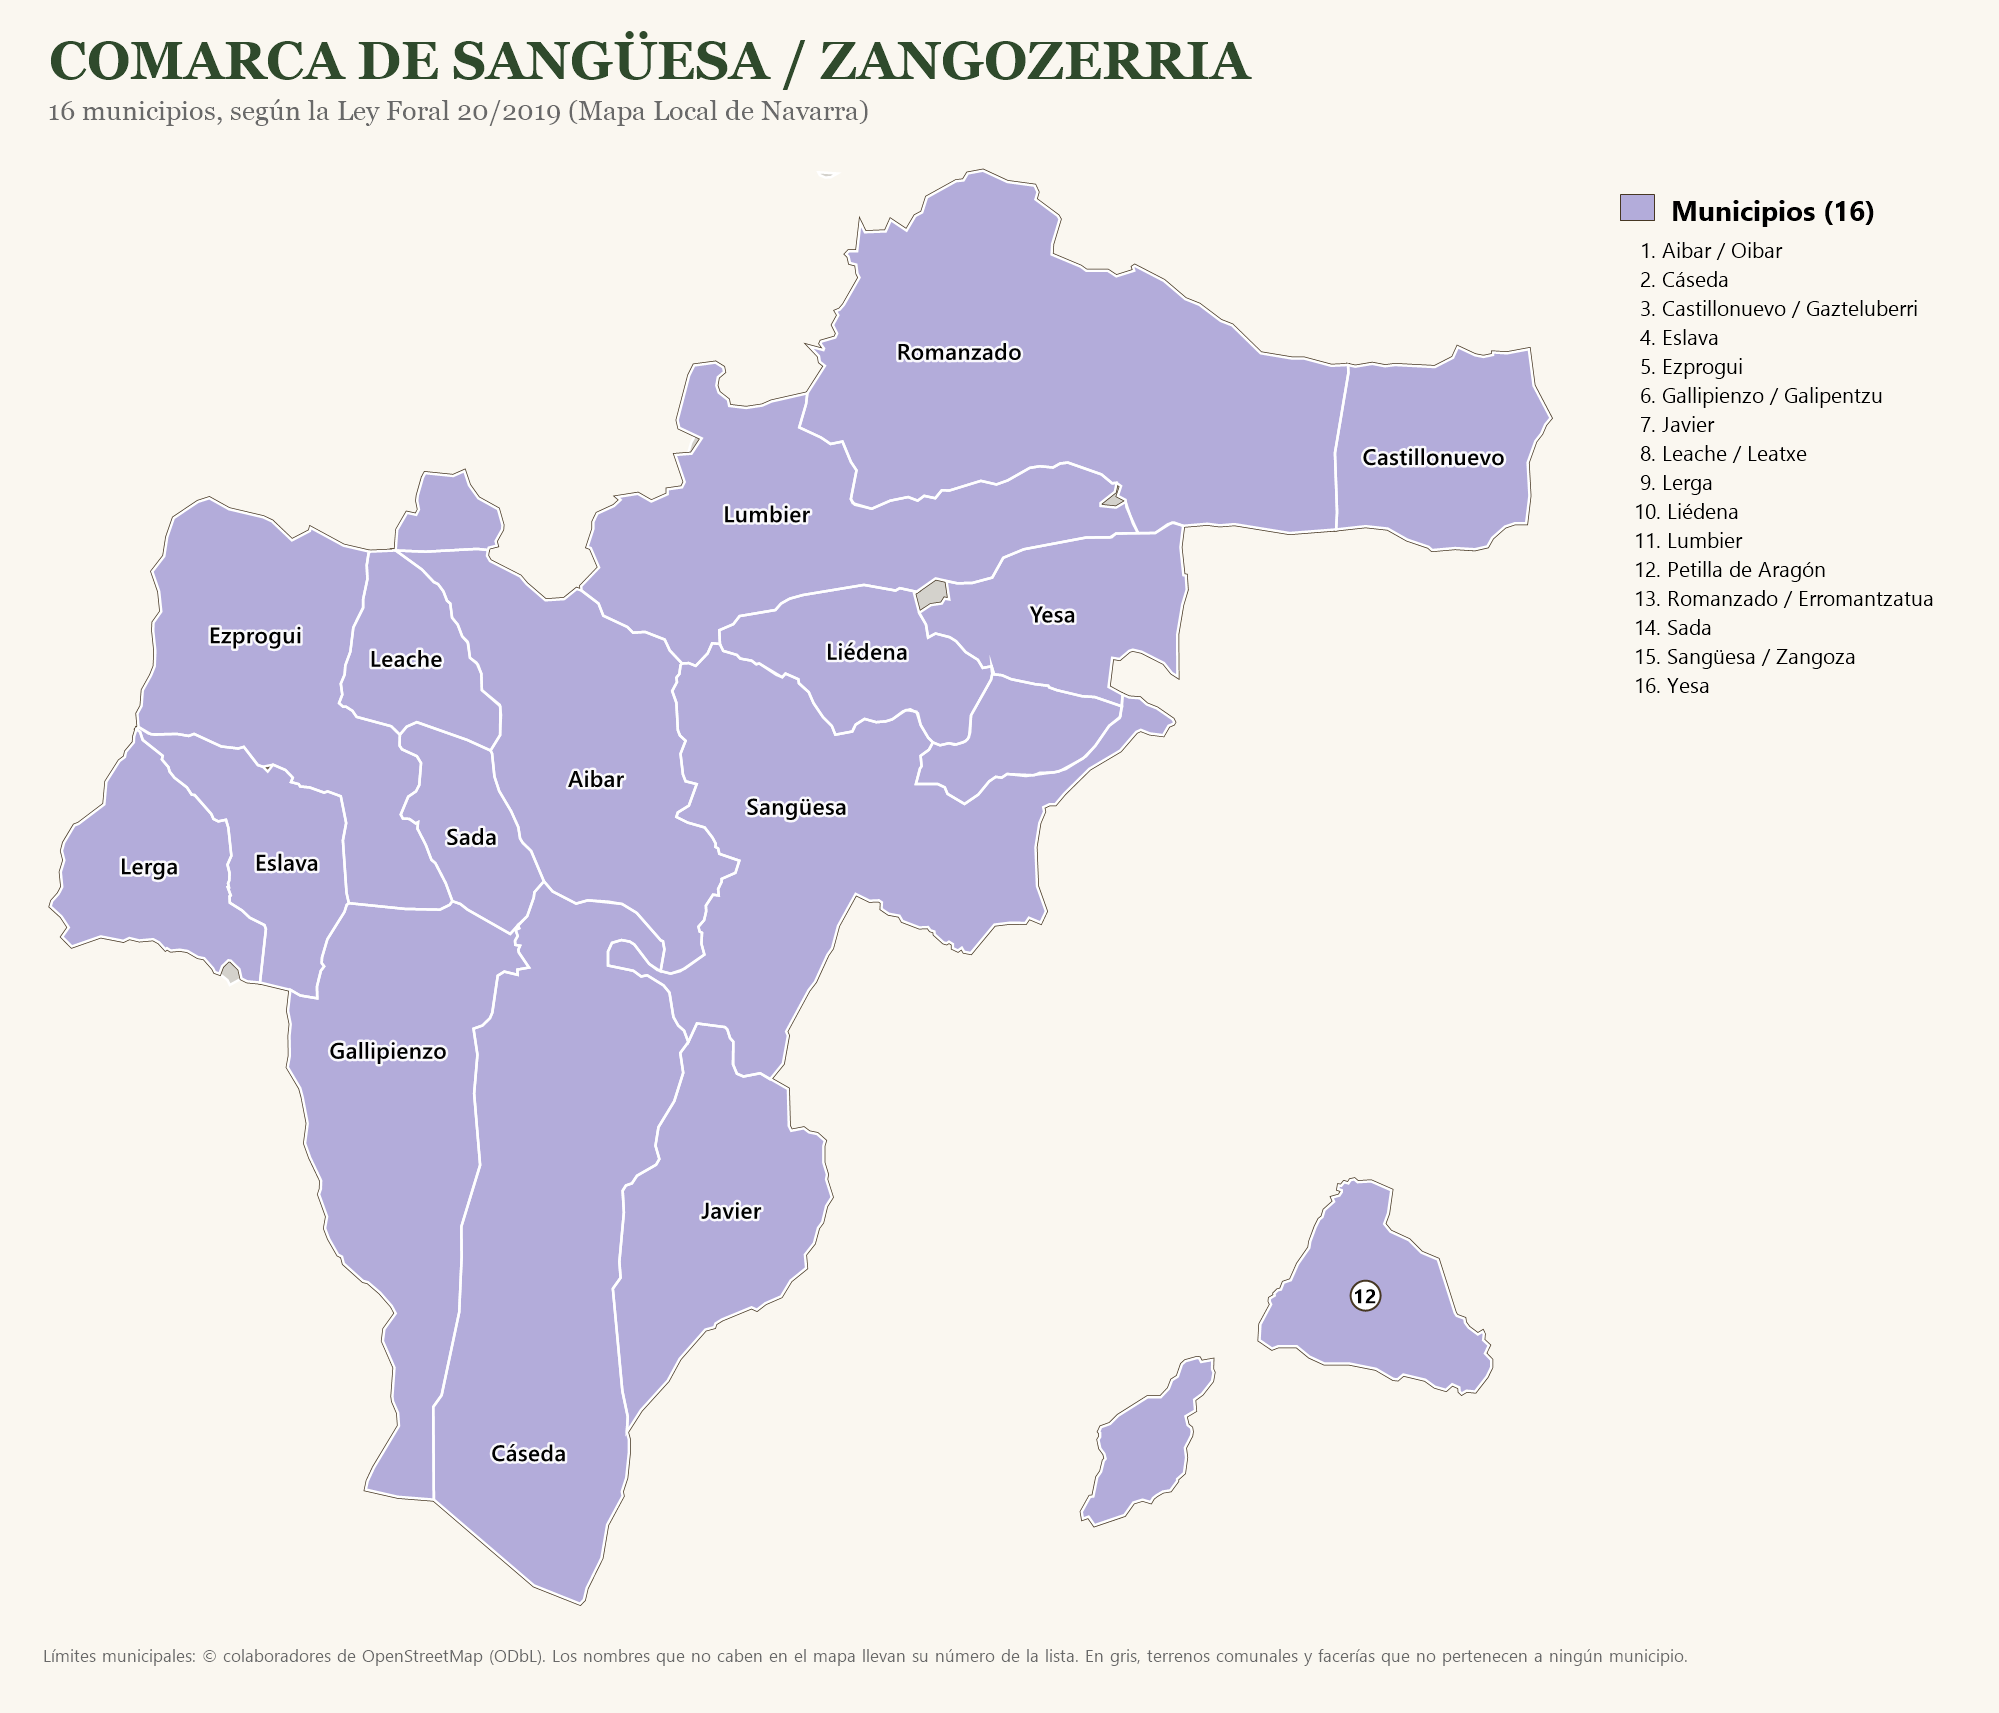 COMARCA DE SANGÜESA / ZANGOZERRIA
16 municipios, según la Ley Foral 20/2019 (Mapa Local de Navarra)
Municipios (16)
1. Aibar / Oibar
2. Cáseda
3. Castillonuevo / Gazteluberri
4. Eslava
5. Ezprogui
6. Gallipienzo / Galipentzu
7. Javier
8. Leache / Leatxe
9. Lerga
10. Liédena
11. Lumbier
12. Petilla de Aragón
13. Romanzado / Erromantzatua
14. Sada
15. Sangüesa / Zangoza
16. Yesa
Romanzado
Castillonuevo
Lumbier
Yesa
Ezprogui
Liédena
Leache
Aibar
Sangüesa
Sada
Eslava
Lerga
Gallipienzo
Javier
12
Cáseda
Límites municipales: © colaboradores de OpenStreetMap (ODbL). Los nombres que no caben en el mapa llevan su número de la lista. En gris, terrenos comunales y facerías que no pertenecen a ningún municipio.